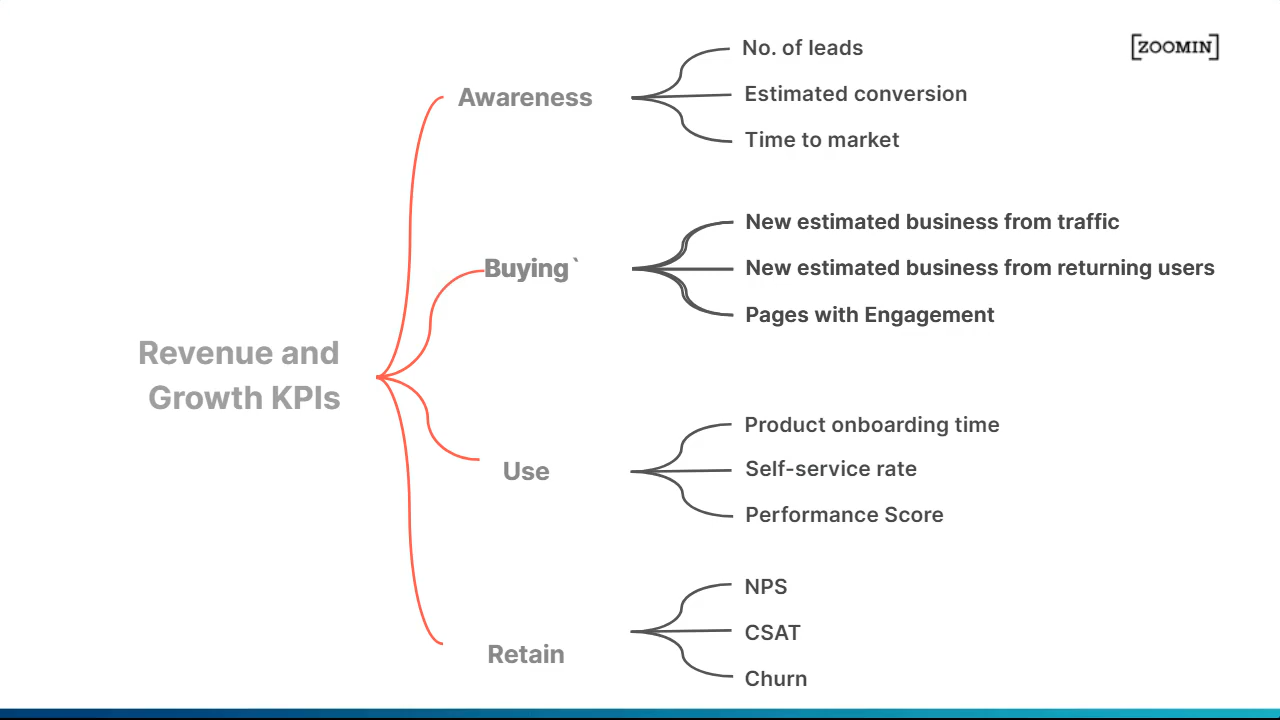 [ZOOMIN]
Revenue and
Growth KPIs
Awareness
No. of leads
Estimated conversion
Time to market
Buying`
New estimated business from traffic
New estimated business from returning users
Pages with Engagement
Use
Product onboarding time
Self-service rate
Performance Score
Retain
NPS
CSAT
Churn